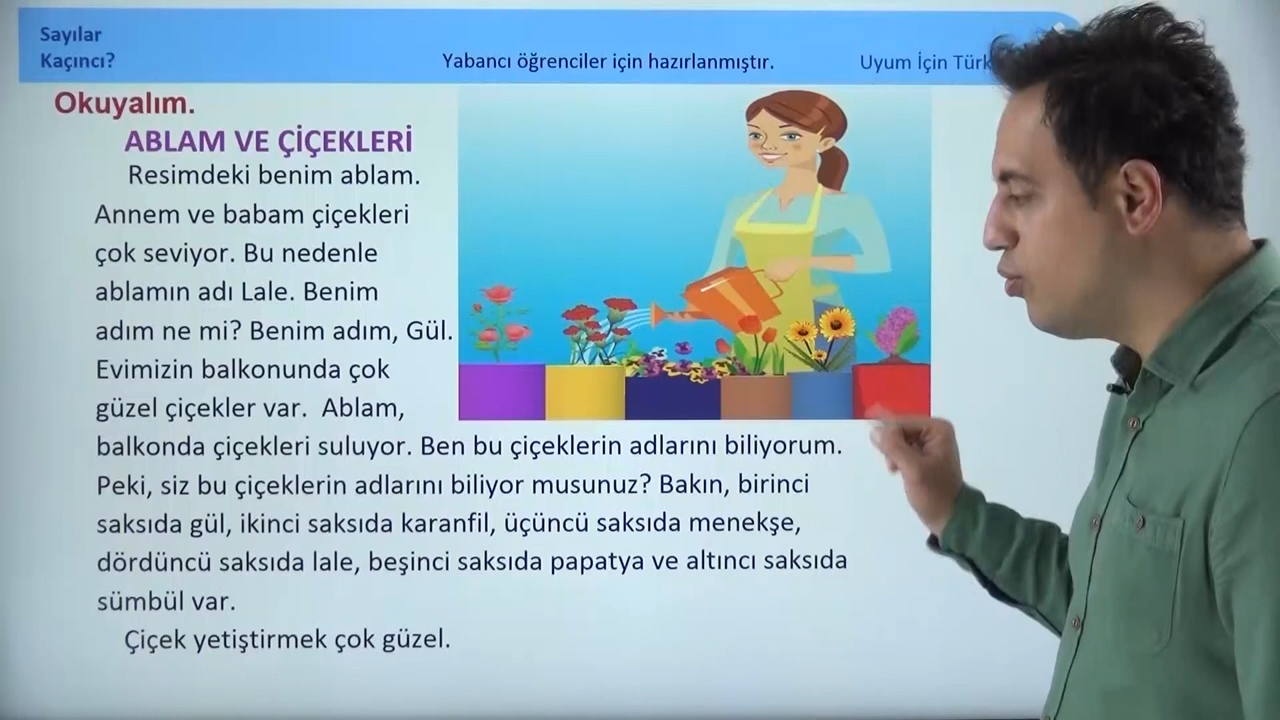 Sayılar
Kaçıncı?
Yabancı öğrenciler için hazırlanmıştır.
Uyum İçin Türk
Okuyalım.
ABLAM VE ÇİÇEKLERİ
Resimdeki benim ablam.
Annem ve babam çiçekleri
çok seviyor. Bu nedenle
ablamın adı Lale. Benim
adım ne mi? Benim adım, Gül.
Evimizin balkonunda çok
güzel çiçekler var. Ablam,
balkonda çiçekleri suluyor. Ben bu çiçeklerin adlarını biliyorum.
Peki, siz bu çiçeklerin adlarını biliyor musunuz? Bakın, birinci
saksıda gül, ikinci saksıda karanfil, üçüncü saksıda menekşe,
dördüncü saksıda lale, beşinci saksıda papatya ve altıncı saksıda
sümbül var.
Çiçek yetiştirmek çok güzel.